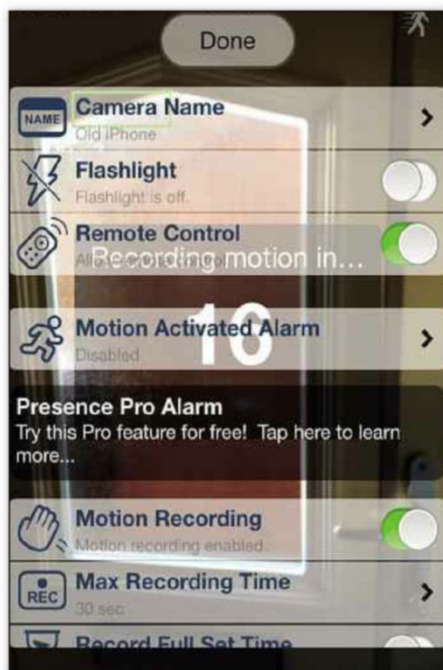 Done
NAME
Camera Name
Old iPhone
Flashlight
Flashlight is off.
Remote Control
Recording motion in...
16
Motion Activated Alarm
Disabled
Presence Pro Alarm
Try this Pro feature for free! Tap here to learn
more...
Motion Recording
Motion recording enabled.
REC
Max Recording Time
30 sec
Record Full Set Time